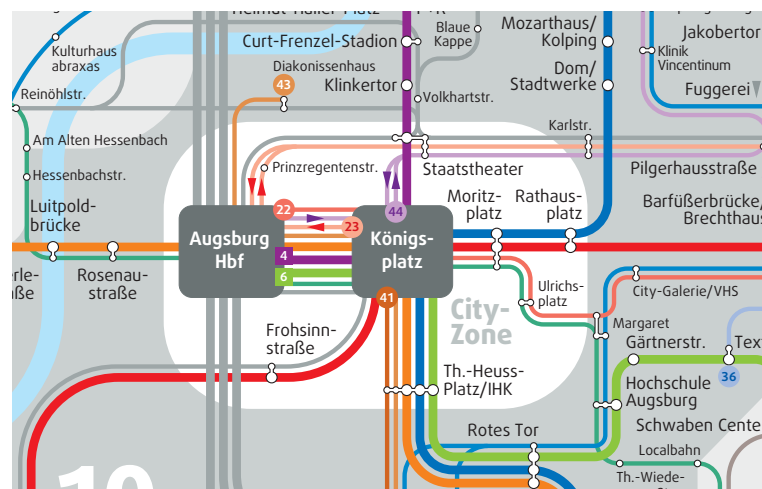 Curt-Frenzel-Stadion
Blaue
Kappe
Mozarthaus/
Kolping
Jakobertor
Kulturhaus
abraxas
Diakonissenhaus
43
Klinkertor
Dom/
Stadtwerke
Klinik
Vincentinum
Fuggerei
Reinöhlstr.
Volkhartstr.
Am Alten Hessenbach
Karlstr.
Hessenbachstr.
Prinzregentenstr.
Staatstheater
Pilgerhausstraße
Luitpold-
brücke
22
23
44
Moritz-
platz
Rathaus-
platz
Barfüßerbrücke/
Brechthaus
Augsburg
Hbf
4
6
Königs-
platz
erle-
aße
Rosenau-
straße
41
City-
Zone
Ulrichs-
platz
City-Galerie/VHS
Frohsinn-
straße
Margaret
Gärtnerstr.
Text
36
Th.-Heuss-
Platz/IHK
Hochschule
Augsburg
Rotes Tor
Schwaben Cente
Localbahn
Th.-Wiede-
10